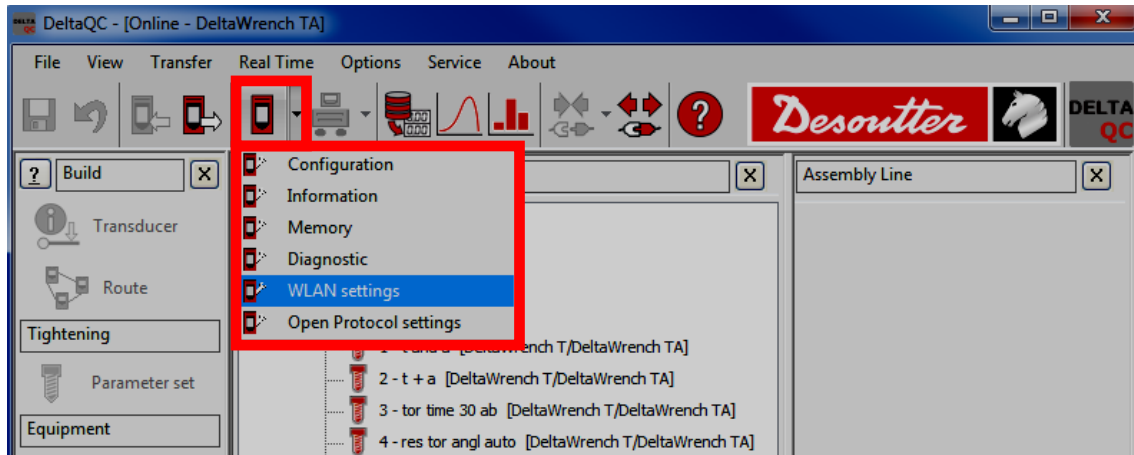 DELTA QC DeltaQC - [Online - DeltaWrench TA]
File View Transfer Real Time Options Service About
Desoutter DELTA QC
? Build
Configuration
Information
Memory
Diagnostic
WLAN settings
Open Protocol settings
Assembly Line
Transducer
Route
Tightening
Parameter set
Equipment
[DeltaWrench T/DeltaWrench TA]
2 - t + a [DeltaWrench T/DeltaWrench TA]
3 - tor time 30 ab [DeltaWrench T/DeltaWrench TA]
4 - res tor angl auto [DeltaWrench T/DeltaWrench TA]